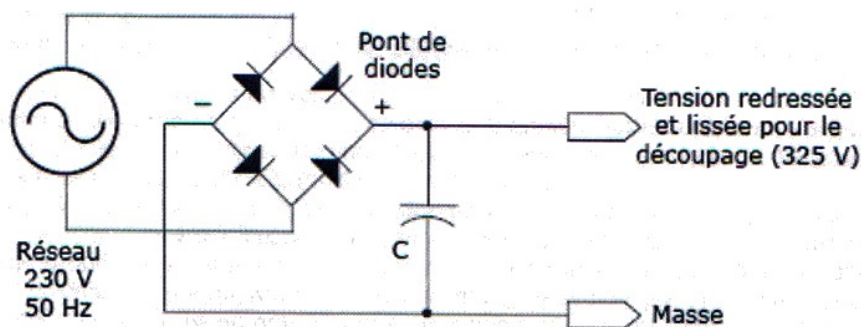 Pont de
diodes
−
+
Tension redressée
et lissée pour le
découpage (325 V)
C
Réseau
230 V
50 Hz
Masse